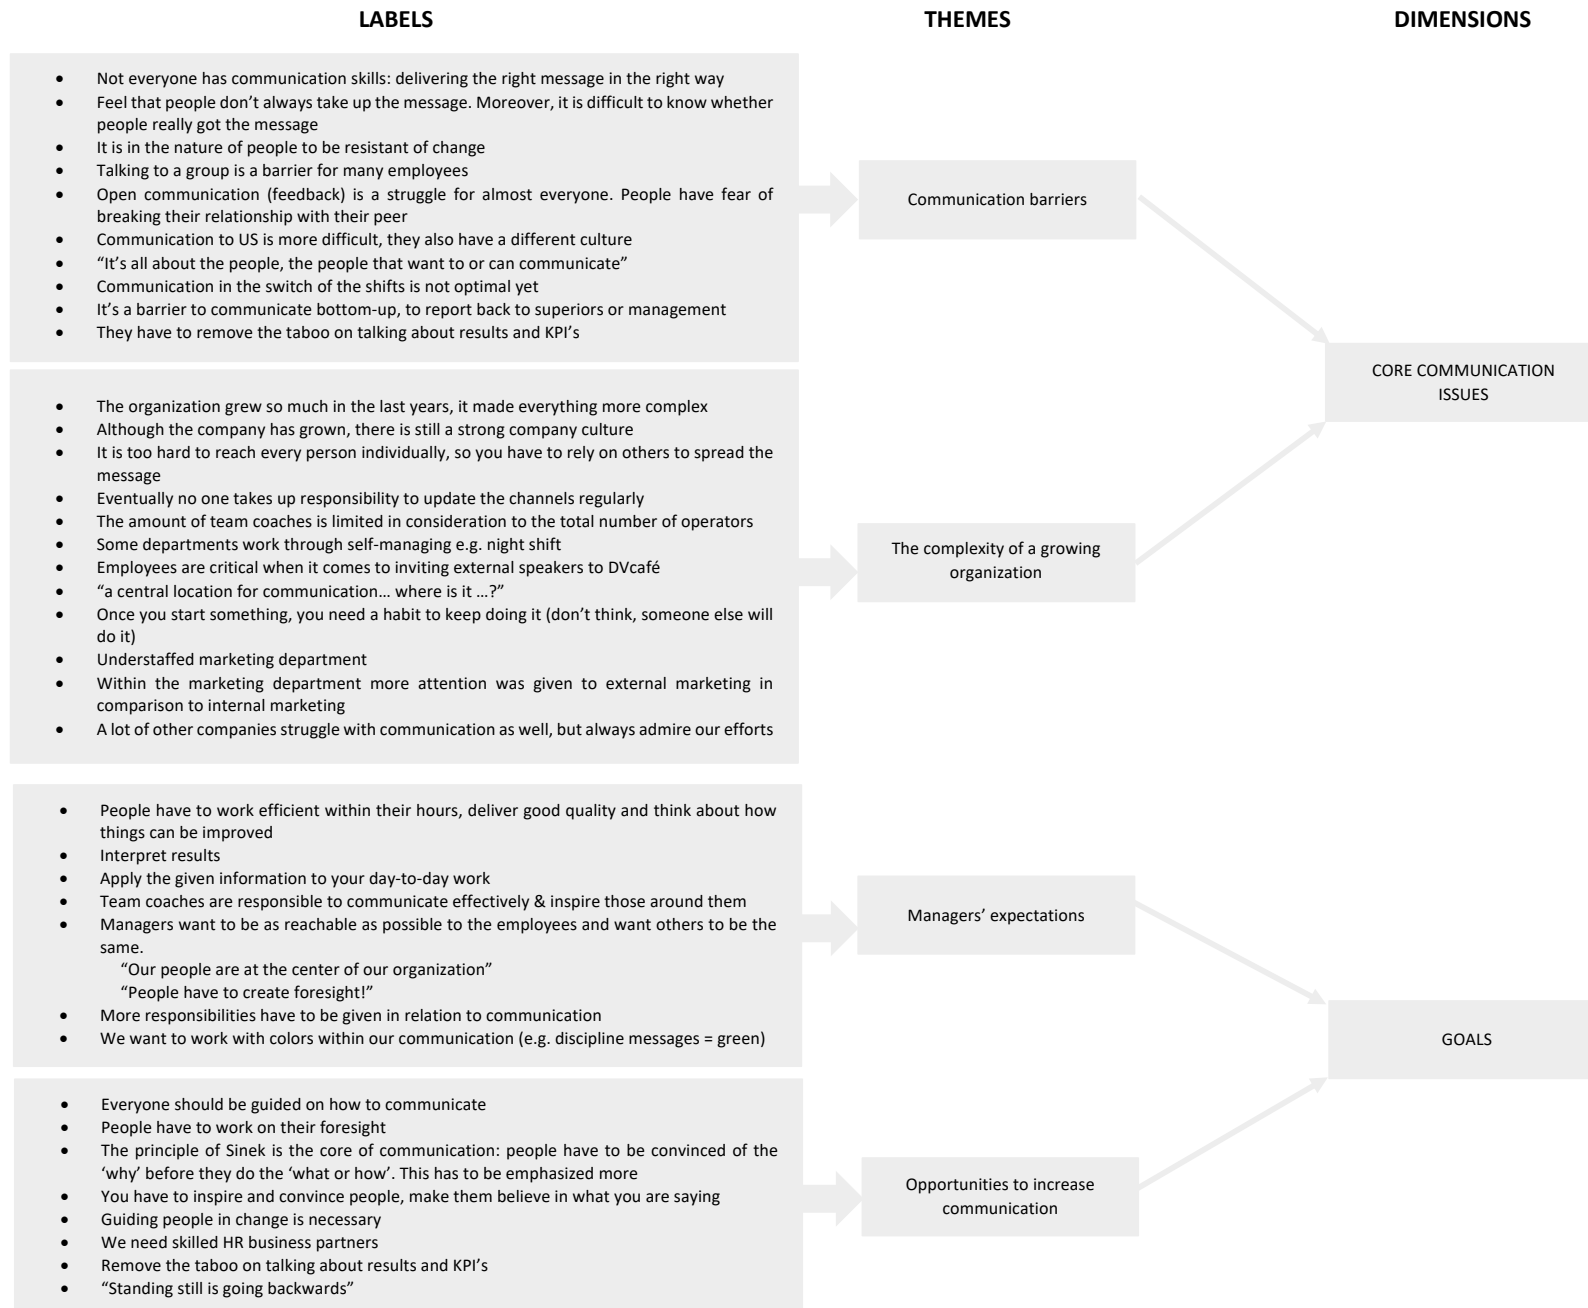 LABELS
THEMES
DIMENSIONS
• Not everyone has communication skills: delivering the right message in the right way
• Feel that people don’t always take up the message. Moreover, it is difficult to know whether
people really got the message
• It is in the nature of people to be resistant of change
• Talking to a group is a barrier for many employees
• Open communication (feedback) is a struggle for almost everyone. People have fear of
breaking their relationship with their peer
• Communication to US is more difficult, they also have a different culture
• “It’s all about the people, the people that want to or can communicate”
• Communication in the switch of the shifts is not optimal yet
• It’s a barrier to communicate bottom-up, to report back to superiors or management
• They have to remove the taboo on talking about results and KPI’s
Communication barriers
• The organization grew so much in the last years, it made everything more complex
• Although the company has grown, there is still a strong company culture
• It is too hard to reach every person individually, so you have to rely on others to spread the
message
• Eventually no one takes up responsibility to update the channels regularly
• The amount of team coaches is limited in consideration to the total number of operators
• Some departments work through self-managing e.g. night shift
• Employees are critical when it comes to inviting external speakers to DVcafé
• “a central location for communication… where is it …?”
• Once you start something, you need a habit to keep doing it (don’t think, someone else will
do it)
• Understaffed marketing department
• Within the marketing department more attention was given to external marketing in
comparison to internal marketing
• A lot of other companies struggle with communication as well, but always admire our efforts
The complexity of a growing
organization
CORE COMMUNICATION
ISSUES
• People have to work efficient within their hours, deliver good quality and think about how
things can be improved
• Interpret results
• Apply the given information to your day-to-day work
• Team coaches are responsible to communicate effectively & inspire those around them
• Managers want to be as reachable as possible to the employees and want others to be the
same.
“Our people are at the center of our organization”
“People have to create foresight!”
• More responsibilities have to be given in relation to communication
• We want to work with colors within our communication (e.g. discipline messages = green)
Managers’ expectations
• Everyone should be guided on how to communicate
• People have to work on their foresight
• The principle of Sinek is the core of communication: people have to be convinced of the
‘why’ before they do the ‘what or how’. This has to be emphasized more
• You have to inspire and convince people, make them believe in what you are saying
• Guiding people in change is necessary
• We need skilled HR business partners
• Remove the taboo on talking about results and KPI’s
• “Standing still is going backwards”
Opportunities to increase
communication
GOALS